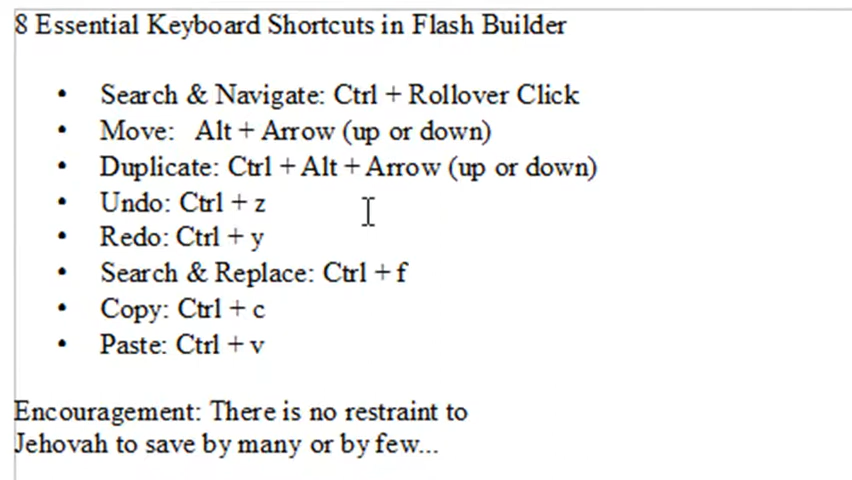 8 Essential Keyboard Shortcuts in Flash Builder
• Search & Navigate: Ctrl + Rollover Click
• Move: Alt + Arrow (up or down)
• Duplicate: Ctrl + Alt + Arrow (up or down)
• Undo: Ctrl + z
• Redo: Ctrl + y
• Search & Replace: Ctrl + f
• Copy: Ctrl + c
• Paste: Ctrl + v
Encouragement: There is no restraint to
Jehovah to save by many or by few...